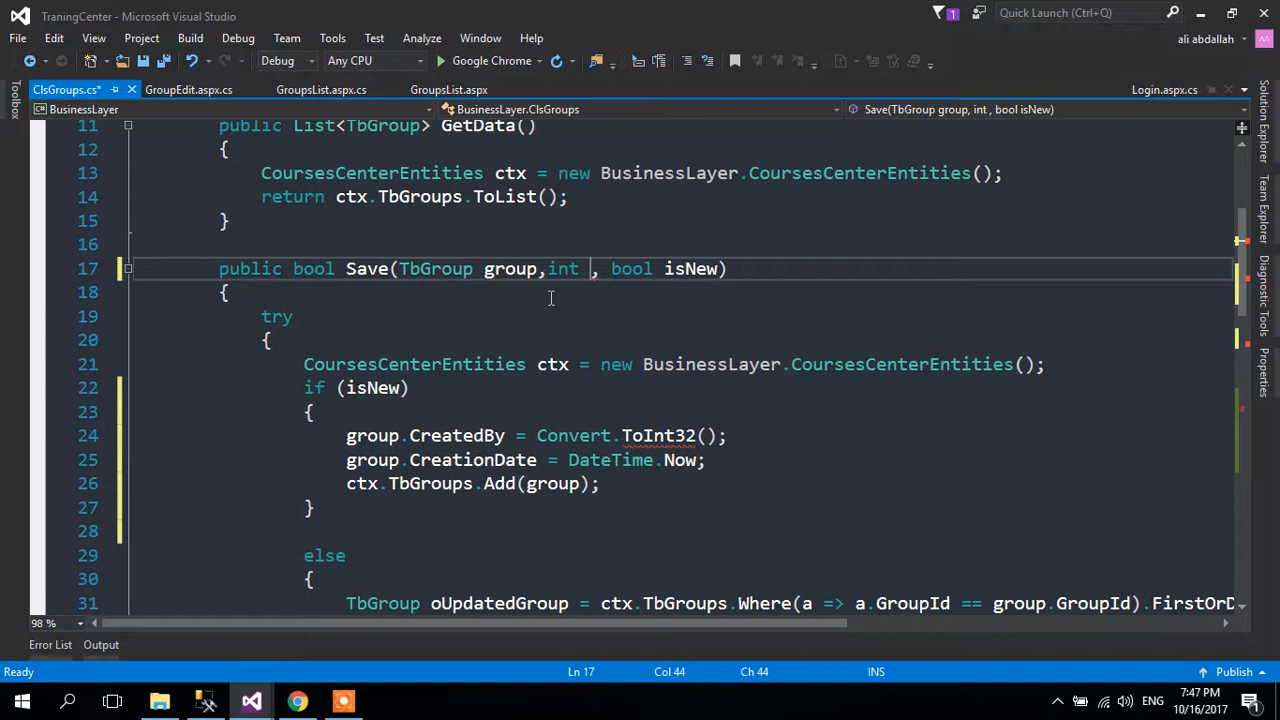 TraningCenter - Microsoft Visual Studio
1
Quick Launch (Ctrl+Q)
File Edit View Project Build Debug Team Tools Test Analyze Window Help
ali abdallah
Debug Any CPU Google Chrome
ClsGroups.cs* GroupEdit.aspx.cs GroupsList.aspx.cs GroupsList.aspx Login.aspx.cs
BusinessLayer BusinessLayer.ClsGroups Save(TbGroup group, int , bool isNew)
Toolbox
Solution Explorer
Team Explorer
Diagnostic Tools
Properties
11 public List<TbGroup> GetData()
12 {
13 CoursesCenterEntities ctx = new BusinessLayer.CoursesCenterEntities();
14 return ctx.TbGroups.ToList();
15 }
16
17 public bool Save(TbGroup group,int , bool isNew)
18 {
19 try
20 {
21 CoursesCenterEntities ctx = new BusinessLayer.CoursesCenterEntities();
22 if (isNew)
23 {
24 group.CreatedBy = Convert.ToInt32();
25 group.CreationDate = DateTime.Now;
26 ctx.TbGroups.Add(group);
27 }
28
29 else
30 {
31 TbGroup oUpdatedGroup = ctx.TbGroups.Where(a => a.GroupId == group.GroupId).FirstOrD
98 %
Error List Output
Ready Ln 17 Col 44 Ch 44 INS Publish
ENG 7:47 PM
10/16/2017